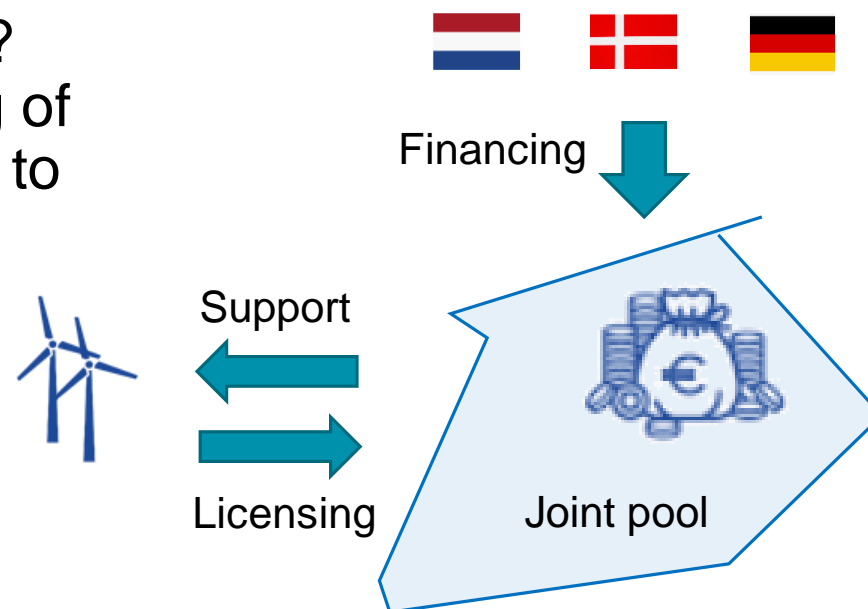 ?
g of
to
Financing
Support
Licensing
Joint pool
€